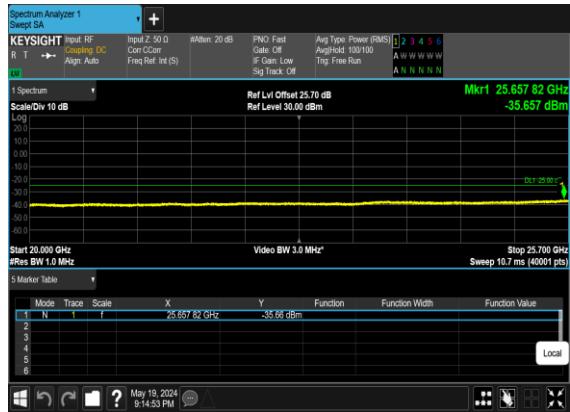 Spectrum Analyzer 1
Swept SA
+
KEYSIGHT Input: RF Input Z: 50 Ω #Atten: 20 dB PNO: Fast Avg Type: Power (RMS) 1 2 3 4 5 6
R T Coupling: DC Corr CCorr Gate: Off Avg|Hold: 100/100 A W W W W W
Align: Auto Freq Ref: Int (S) IF Gain: Low Trig: Free Run
Sig Track: Off A N N N N N
LXI
1 Spectrum Ref Lvl Offset 25.70 dB Mkr1 25.657 82 GHz
Scale/Div 10 dB Ref Level 30.00 dBm -35.657 dBm
Log
20.0
10.0
0.00
-10.0
-20.0
DL1 -25.00
-30.0
-40.0
-50.0
-60.0
Start 20.000 GHz Video BW 3.0 MHz* Stop 25.700 GHz
#Res BW 1.0 MHz Sweep 10.7 ms (40001 pts)
5 Marker Table
Mode Trace Scale X Y Function Function Width Function Value
1 N 1 f 25.657 82 GHz -35.66 dBm
2
3
4
5
6
Local
? May 19, 2024
9:14:53 PM